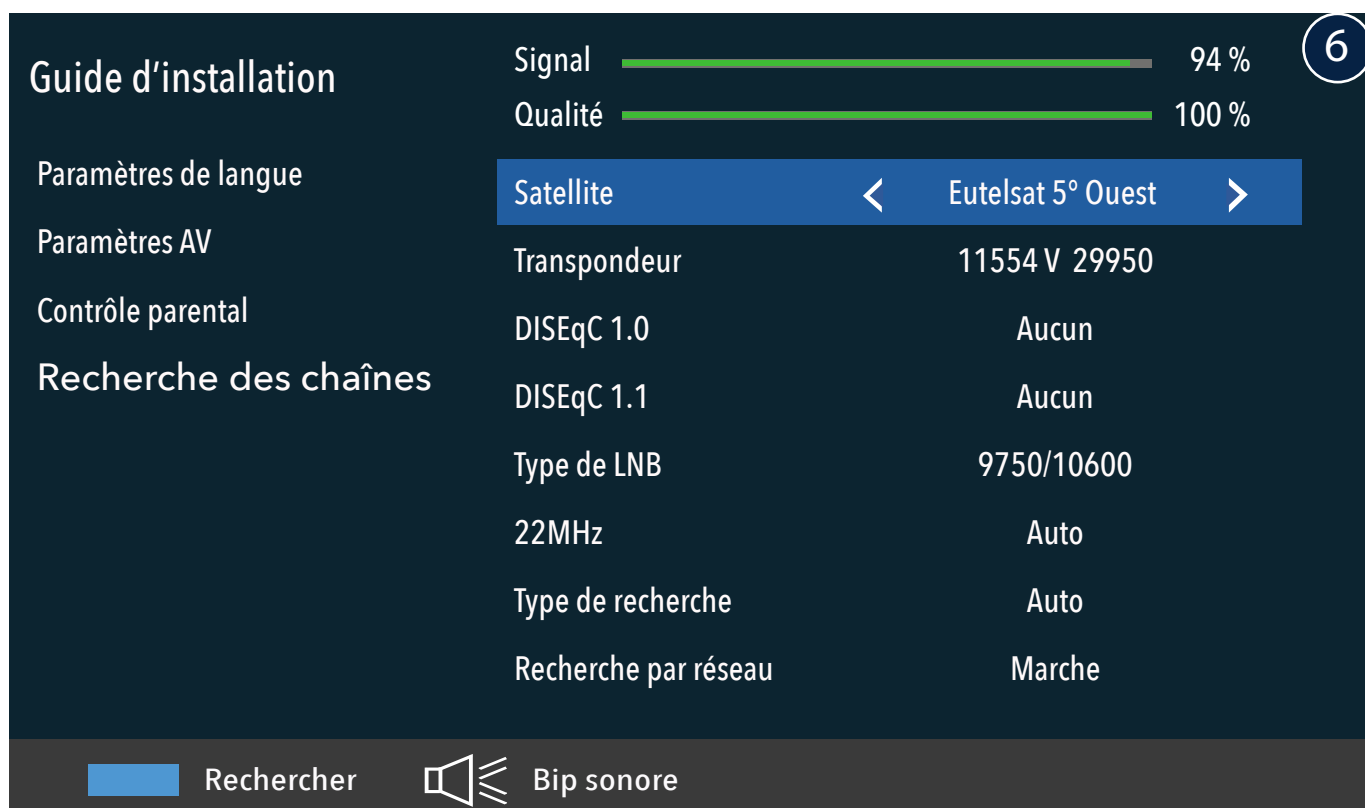 6
Guide d’installation
Signal 94 %
Qualité 100 %
Paramètres de langue
Paramètres AV
Contrôle parental
Recherche des chaînes
Satellite < Eutelsat 5º Ouest >
Transpondeur 11554 V 29950
DISEqC 1.0 Aucun
DISEqC 1.1 Aucun
Type de LNB 9750/10600
22MHz Auto
Type de recherche Auto
Recherche par réseau Marche
Rechercher Bip sonore